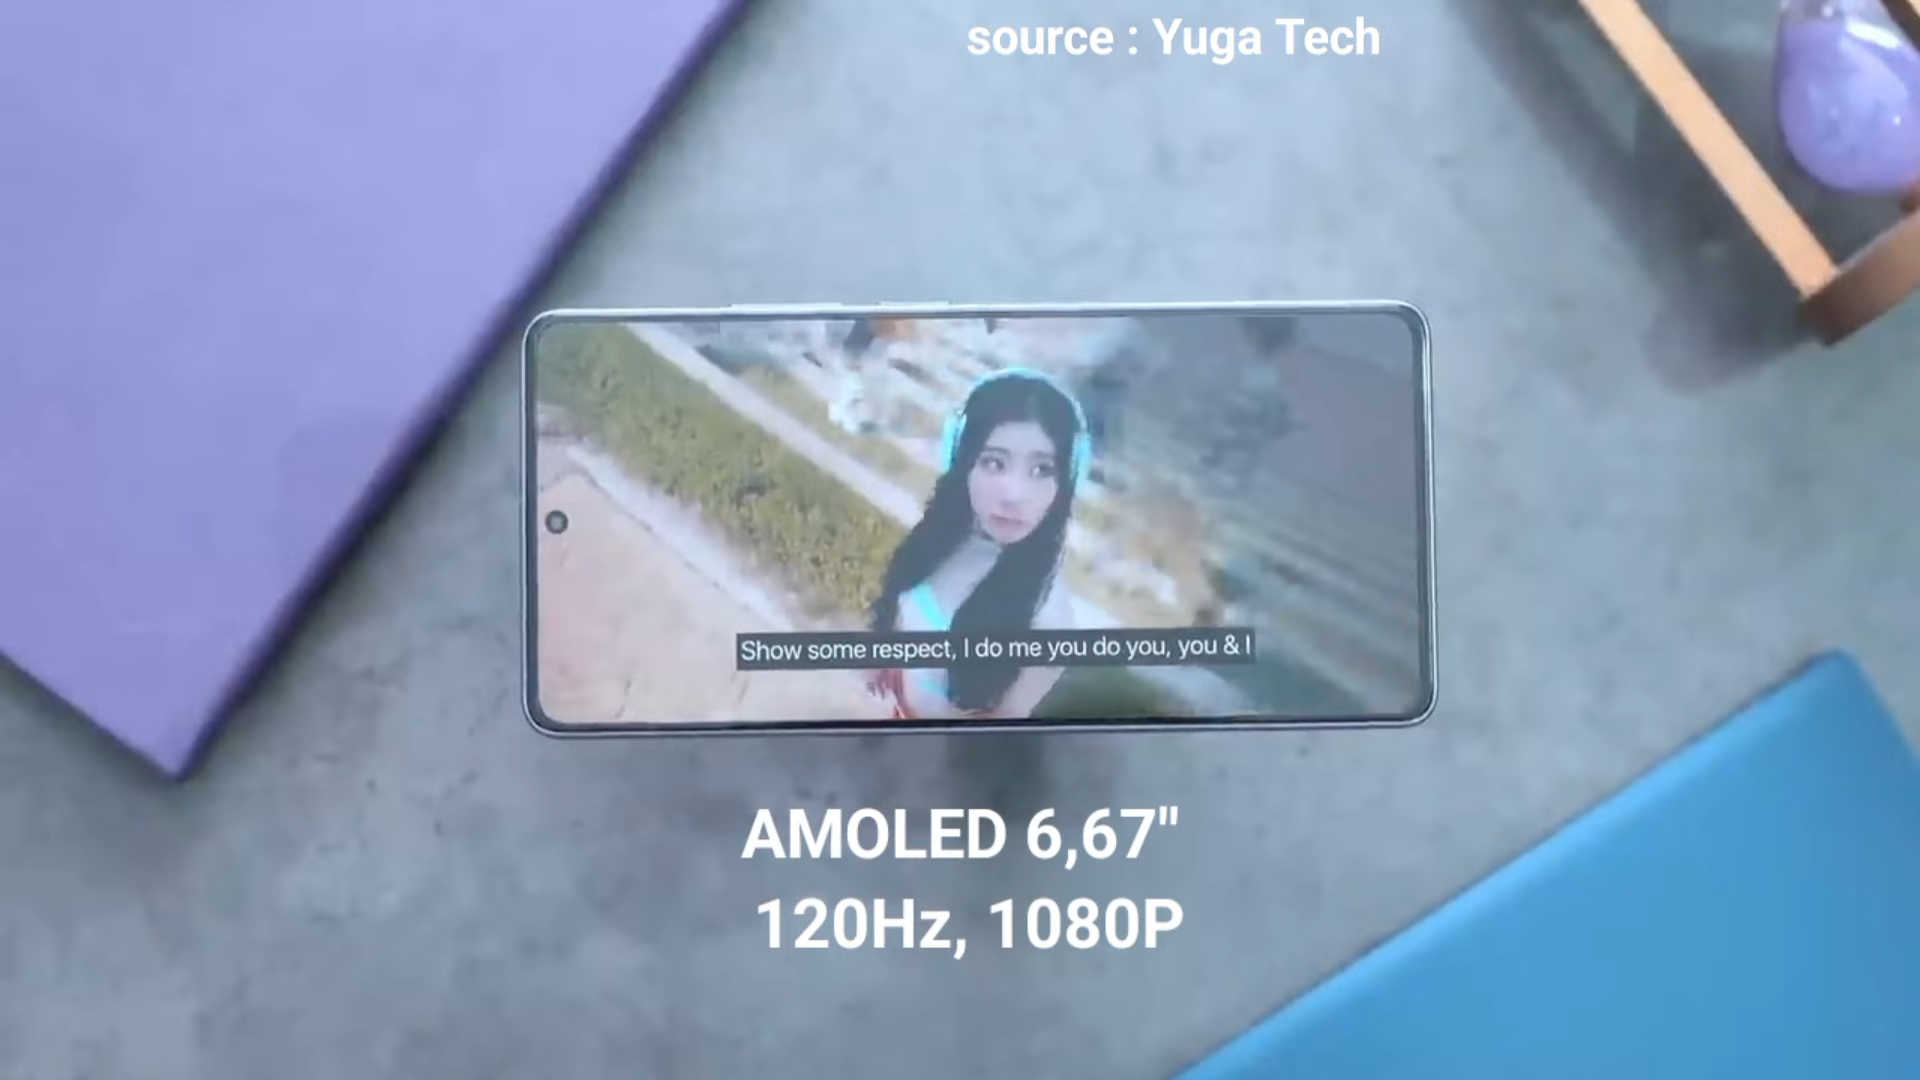 source : Yuga Tech
Show some respect, I do me you do you, you & I
AMOLED 6,67"
120Hz, 1080P